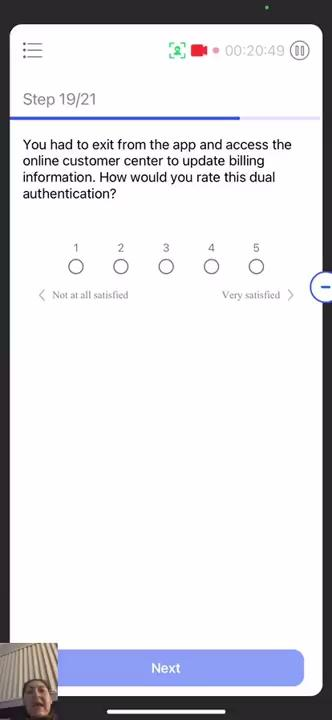 00:20:49
Step 19/21
You had to exit from the app and access the
online customer center to update billing
information. How would you rate this dual
authentication?
1 2 3 4 5
Not at all satisfied Very satisfied
Next